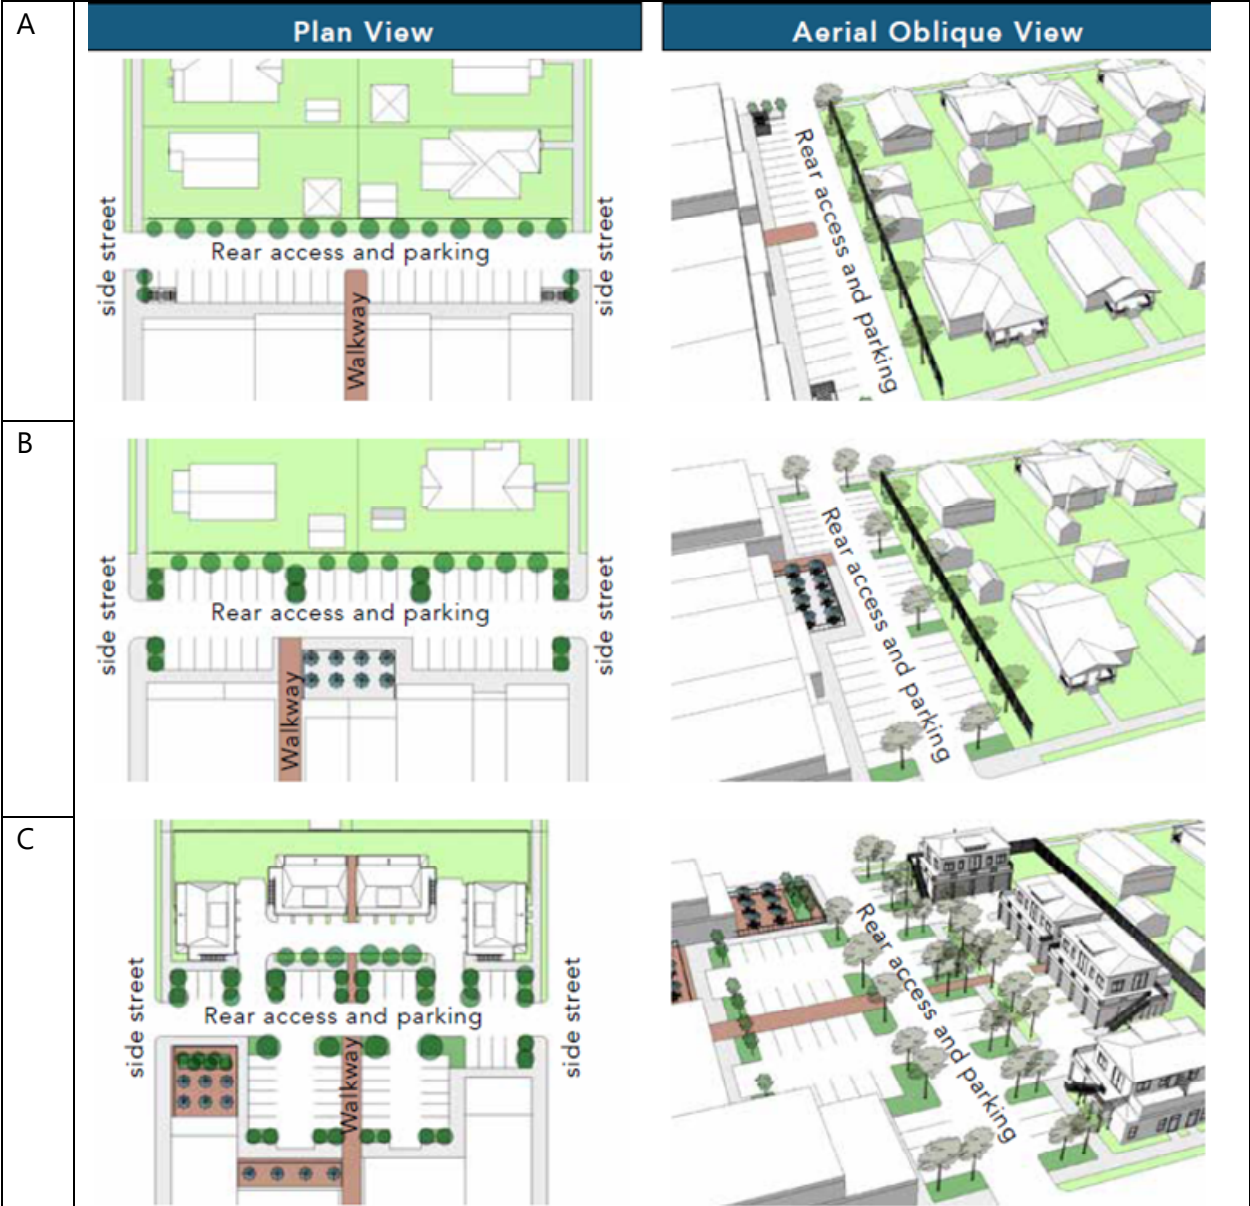 A
Plan View
Aerial Oblique View
side street
Rear access and parking
side street
Walkway
Rear access and parking
B
side street
Rear access and parking
side street
Walkway
Rear access and parking
C
side street
Rear access and parking
side street
Walkway
Rear access and parking